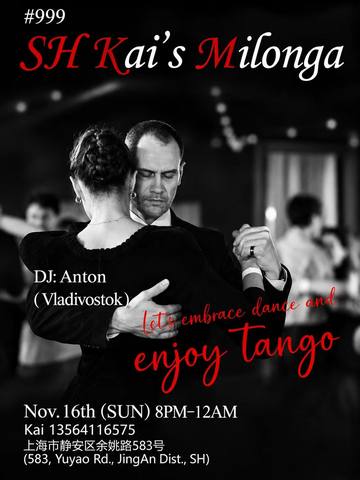 #999
SH Kai's Milonga
DJ: Anton
( Vladivostok)
Let's embrace dance and
enjoy tango
Nov. 16th (SUN) 8PM-12AM
Kai 13564116575
上海市静安区余姚路583号
(583, Yuyao Rd., JingAn Dist., SH)